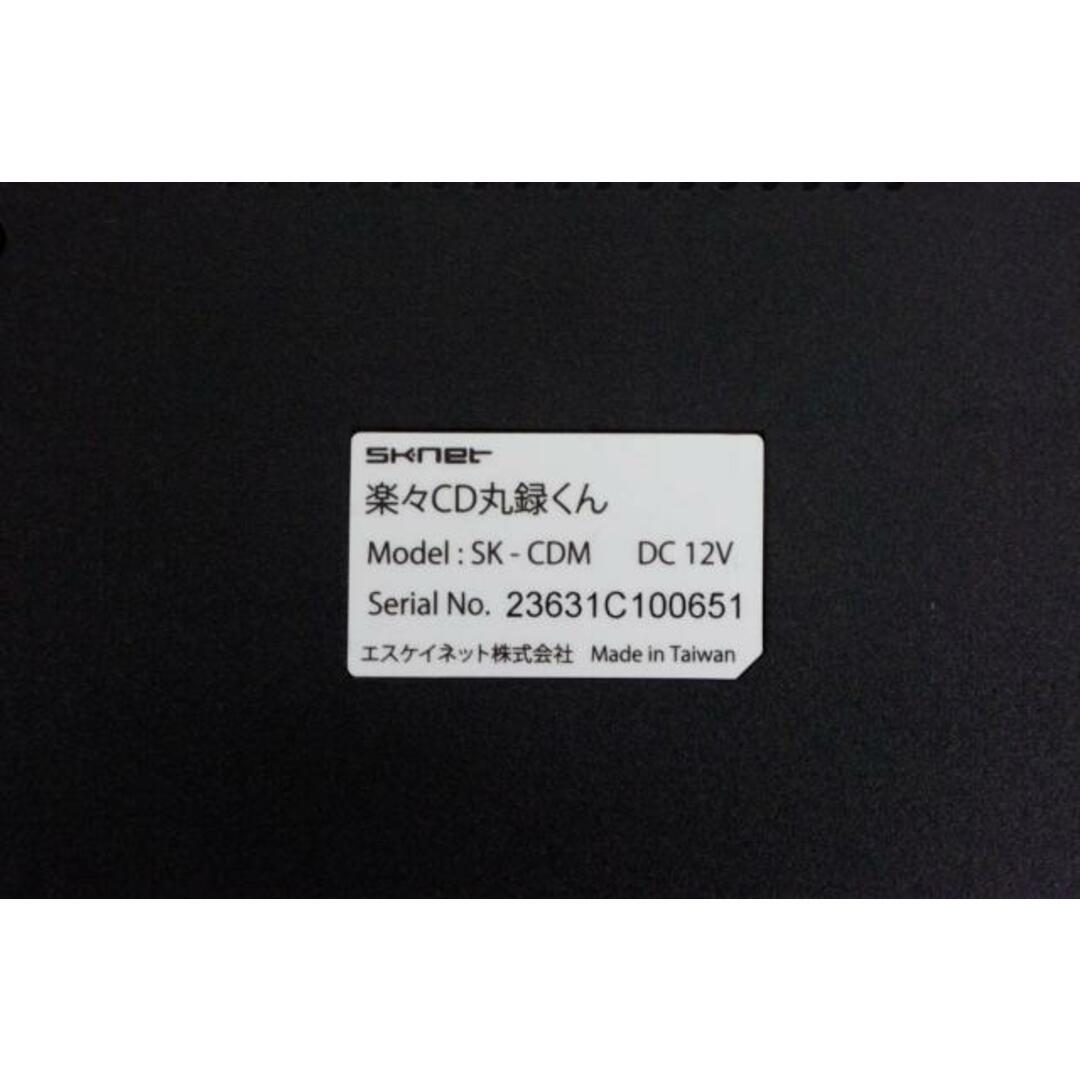 SKNET
楽々CD丸録くん
Model : SK - CDM DC 12V
Serial No. 23631C100651
エスケイネット株式会社 Made in Taiwan